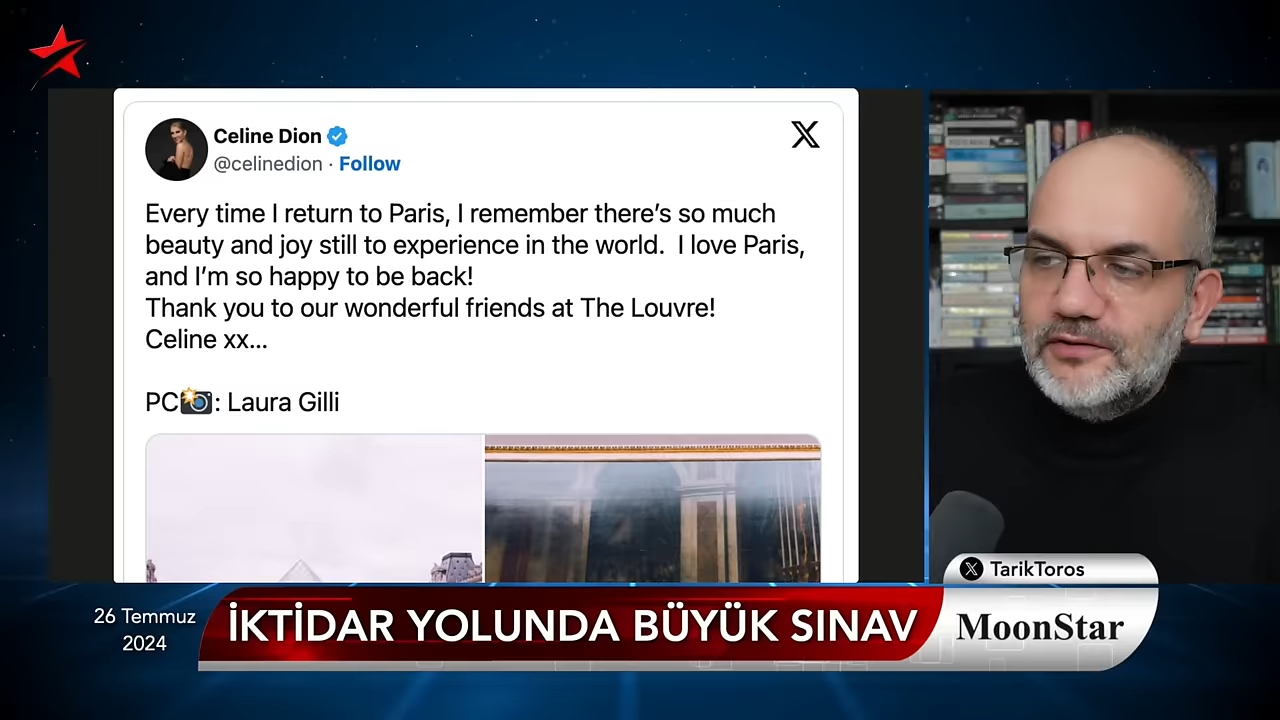 Celine Dion
@celinedion · Follow
Every time I return to Paris, I remember there's so much
beauty and joy still to experience in the world.  I love Paris,
and I'm so happy to be back!
Thank you to our wonderful friends at The Louvre!
Celine xx...
PC📸: Laura Gilli
TarikToros
26 Temmuz
2024
İKTİDAR YOLUNDA BÜYÜK SINAV
MoonStar